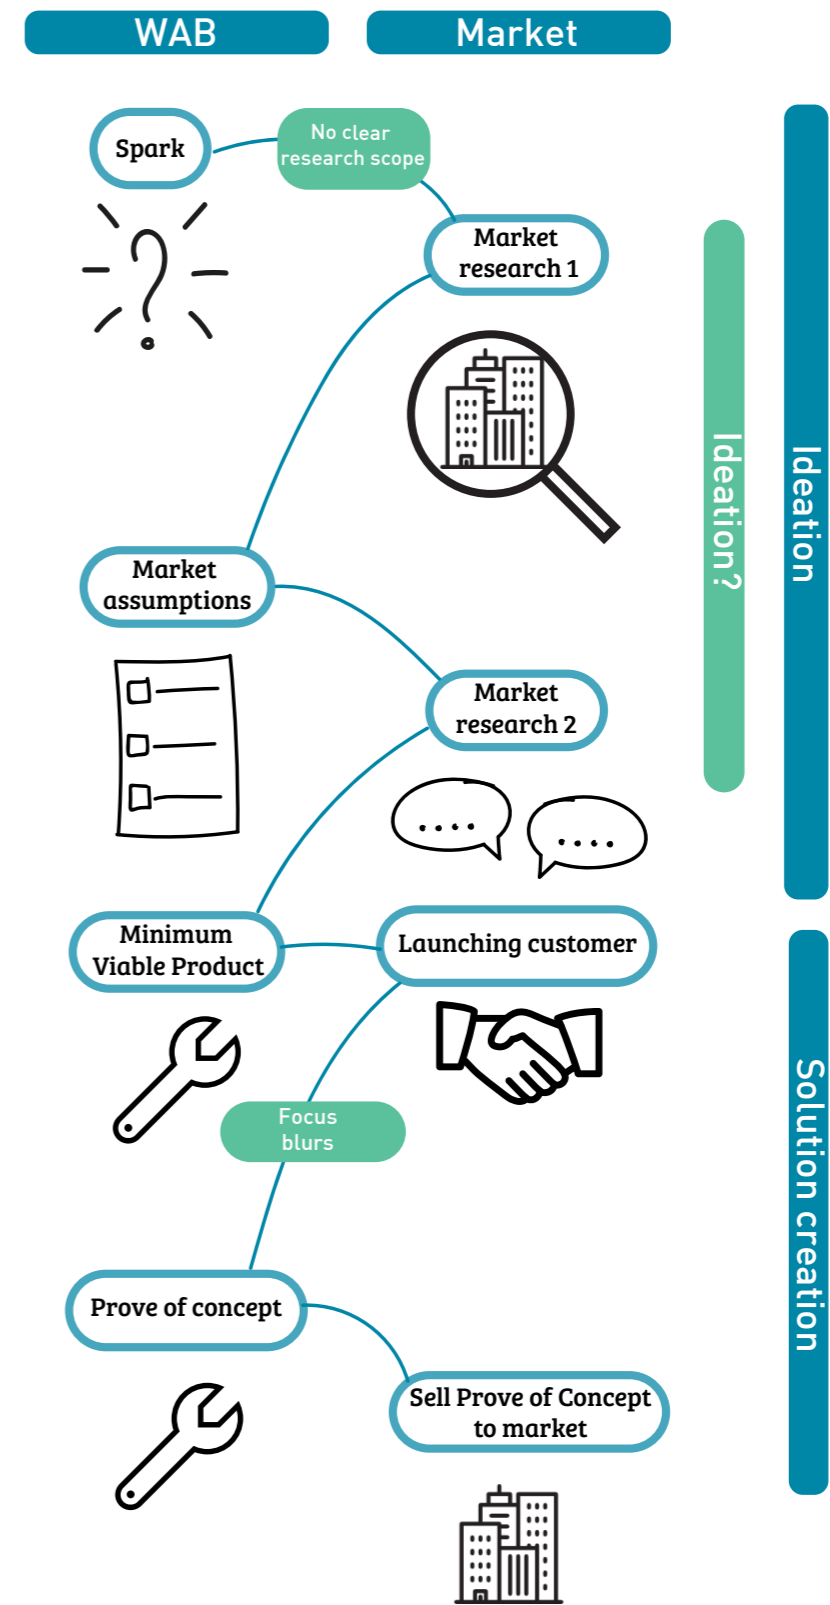 WAB
Market
Spark
No clear
research scope
Market
research 1
Ideation?
Ideation
Market
assumptions
Market
research 2
Minimum
Viable Product
Launching customer
Focus
blurs
Solution creation
Prove of concept
Sell Prove of Concept
to market